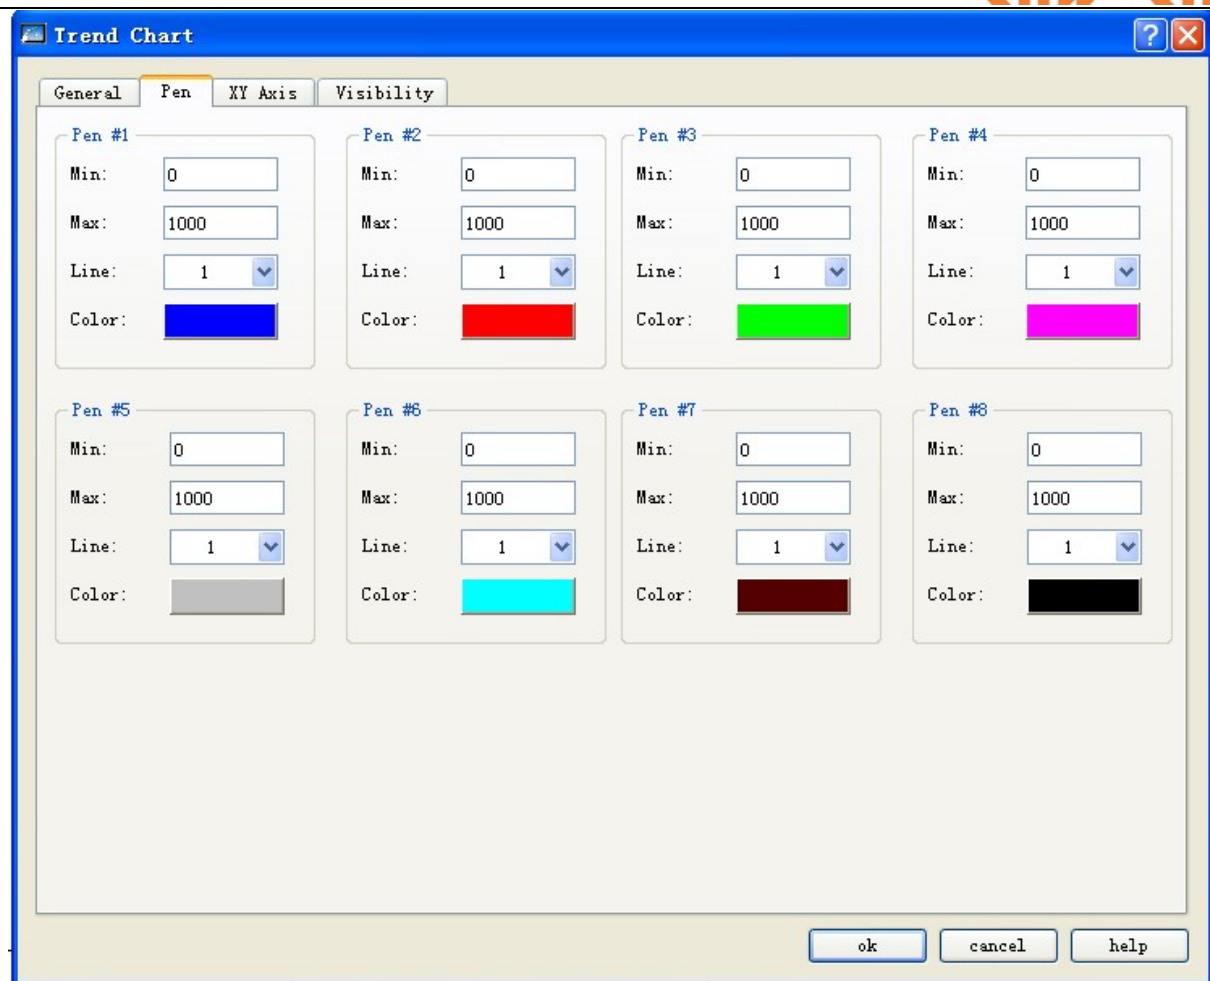 Trend Chart
General Pen XY Axis Visibility
Pen #1 Pen #2 Pen #3 Pen #4
Min: 0 Min: 0 Min: 0 Min: 0
Max: 1000 Max: 1000 Max: 1000 Max: 1000
Line: 1 Line: 1 Line: 1 Line: 1
Color: Color: Color: Color:
Pen #5 Pen #6 Pen #7 Pen #8
Min: 0 Min: 0 Min: 0 Min: 0
Max: 1000 Max: 1000 Max: 1000 Max: 1000
Line: 1 Line: 1 Line: 1 Line: 1
Color: Color: Color: Color:
ok cancel help